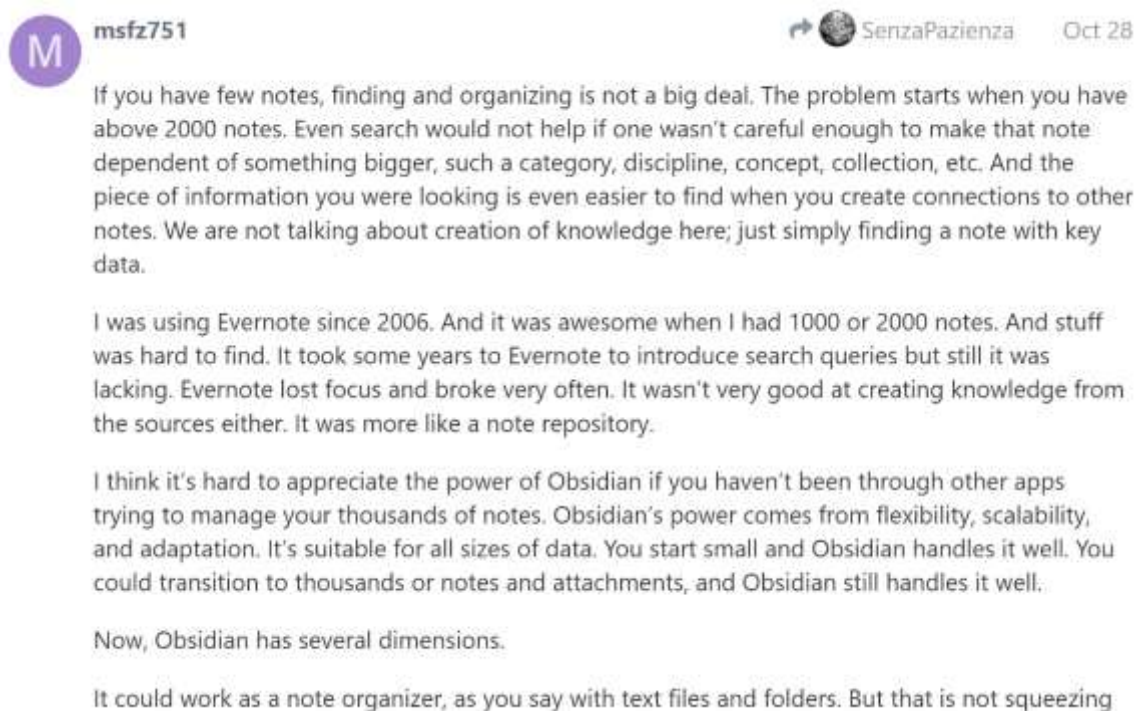 M
msfz751
SenzaPazienza
Oct 28
If you have few notes, finding and organizing is not a big deal. The problem starts when you have
above 2000 notes. Even search would not help if one wasn't careful enough to make that note
dependent of something bigger, such a category, discipline, concept, collection, etc. And the
piece of information you were looking is even easier to find when you create connections to other
notes. We are not talking about creation of knowledge here; just simply finding a note with key
data.
I was using Evernote since 2006. And it was awesome when I had 1000 or 2000 notes. And stuff
was hard to find. It took some years to Evernote to introduce search queries but still it was
lacking. Evernote lost focus and broke very often. It wasn't very good at creating knowledge from
the sources either. It was more like a note repository.
I think it's hard to appreciate the power of Obsidian if you haven't been through other apps
trying to manage your thousands of notes. Obsidian's power comes from flexibility, scalability,
and adaptation. It's suitable for all sizes of data. You start small and Obsidian handles it well. You
could transition to thousands or notes and attachments, and Obsidian still handles it well.
Now, Obsidian has several dimensions.
It could work as a note organizer, as you say with text files and folders. But that is not squeezing